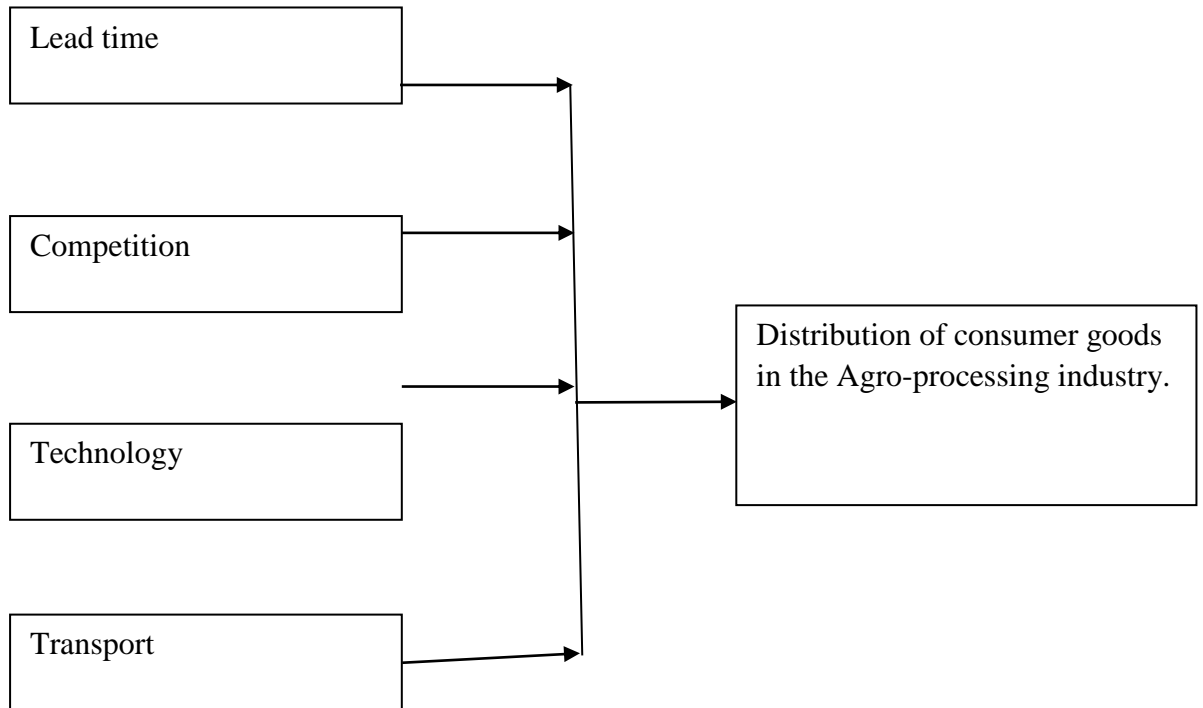 Lead time
Competition
Distribution of consumer goods
in the Agro-processing industry.
Technology
Transport